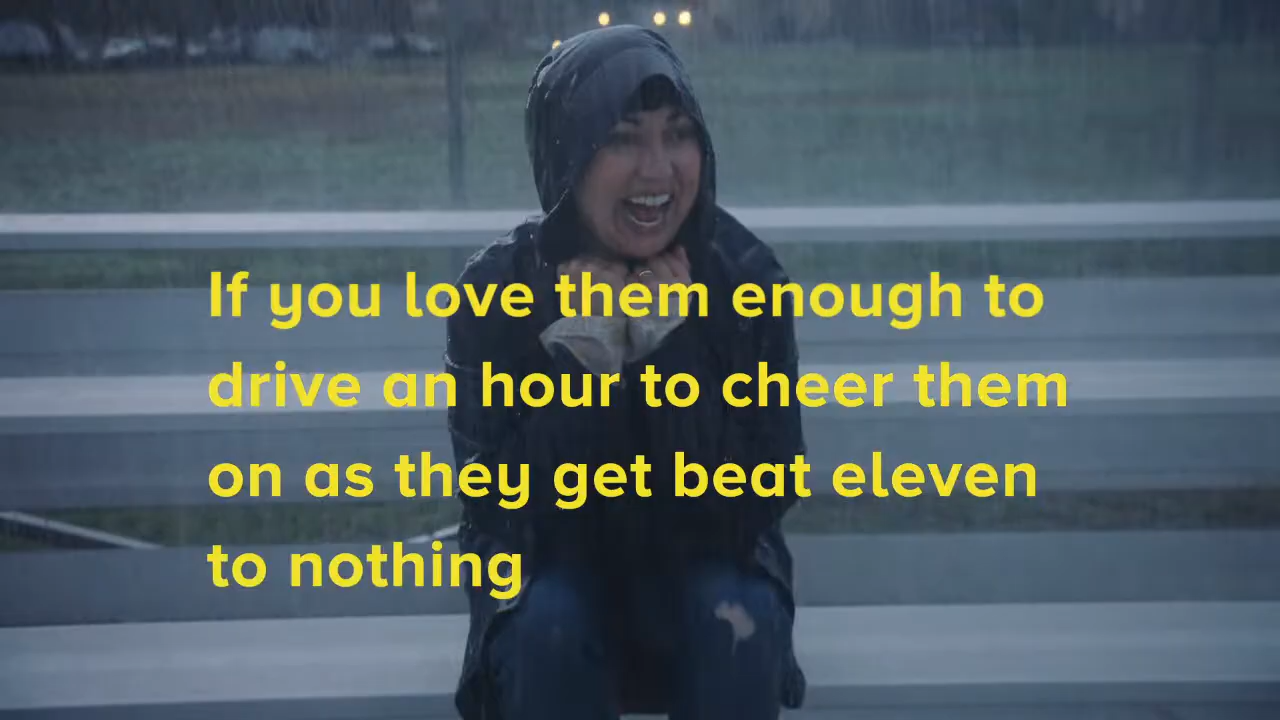 If you love them enough to
drive an hour to cheer them
on as they get beat eleven
to nothing